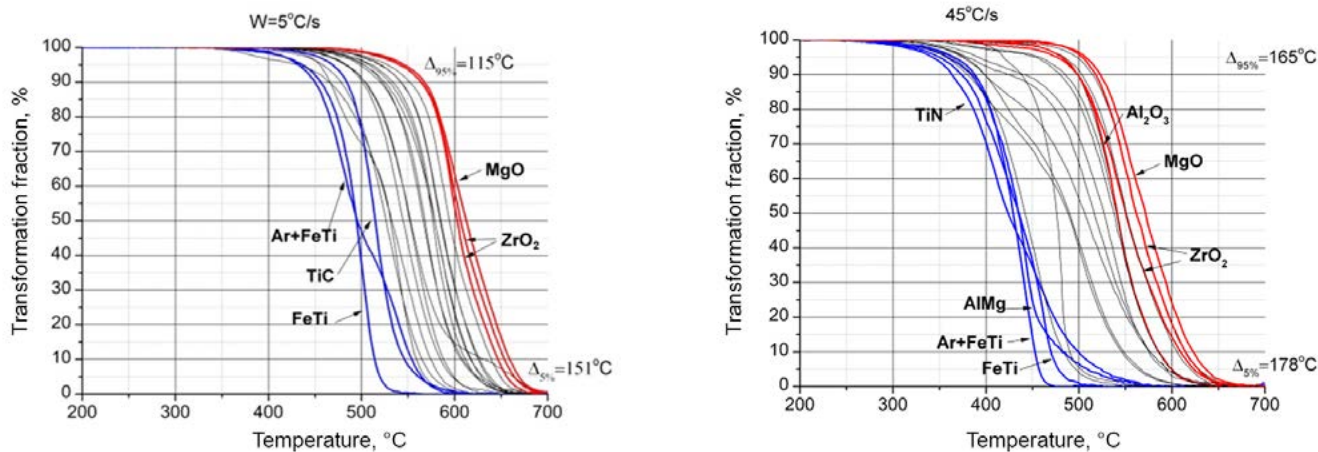 W=5°C/s
Transformation fraction, %
100
90
80
70
60
50
40
30
20
10
0
Δ95%=115°C
MgO
Ar+FeTi
ZrO2
TiC
FeTi
Δ5%=151°C
200 300 400 500 600 700
Temperature, °C
45°C/s
Transformation fraction, %
100
90
80
70
60
50
40
30
20
10
0
Δ95%=165°C
TiN
Al2O3
MgO
ZrO2
AlMg
Ar+FeTi
FeTi
Δ5%=178°C
200 300 400 500 600 700
Temperature, °C